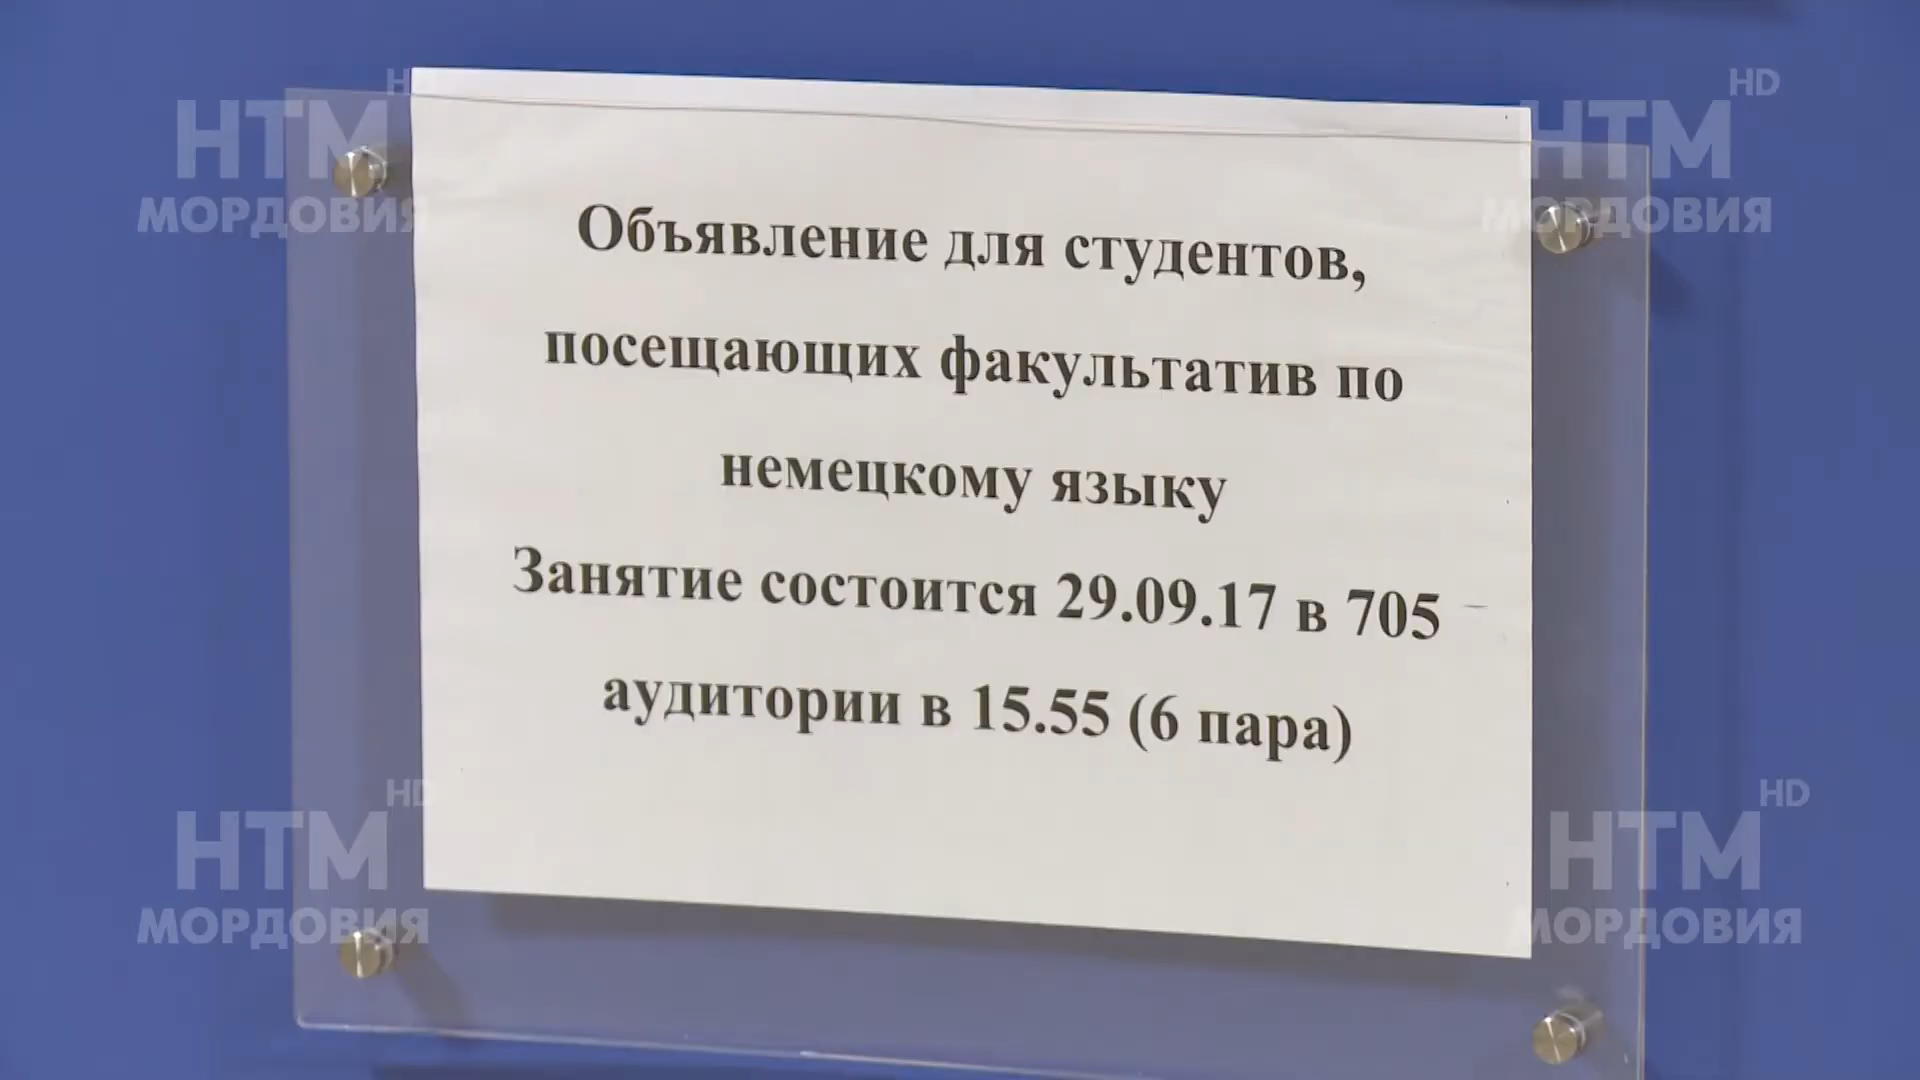 HD
НТМ
МОРДОВИЯ
HD
НТМ
МОРДОВИЯ
Объявление для студентов,
посещающих факультатив по
немецкому языку
Занятие состоится 29.09.17 в 705
аудитории в 15.55 (6 пара)
HD
НТМ
МОРДОВИЯ
HD
НТМ
МОРДОВИЯ